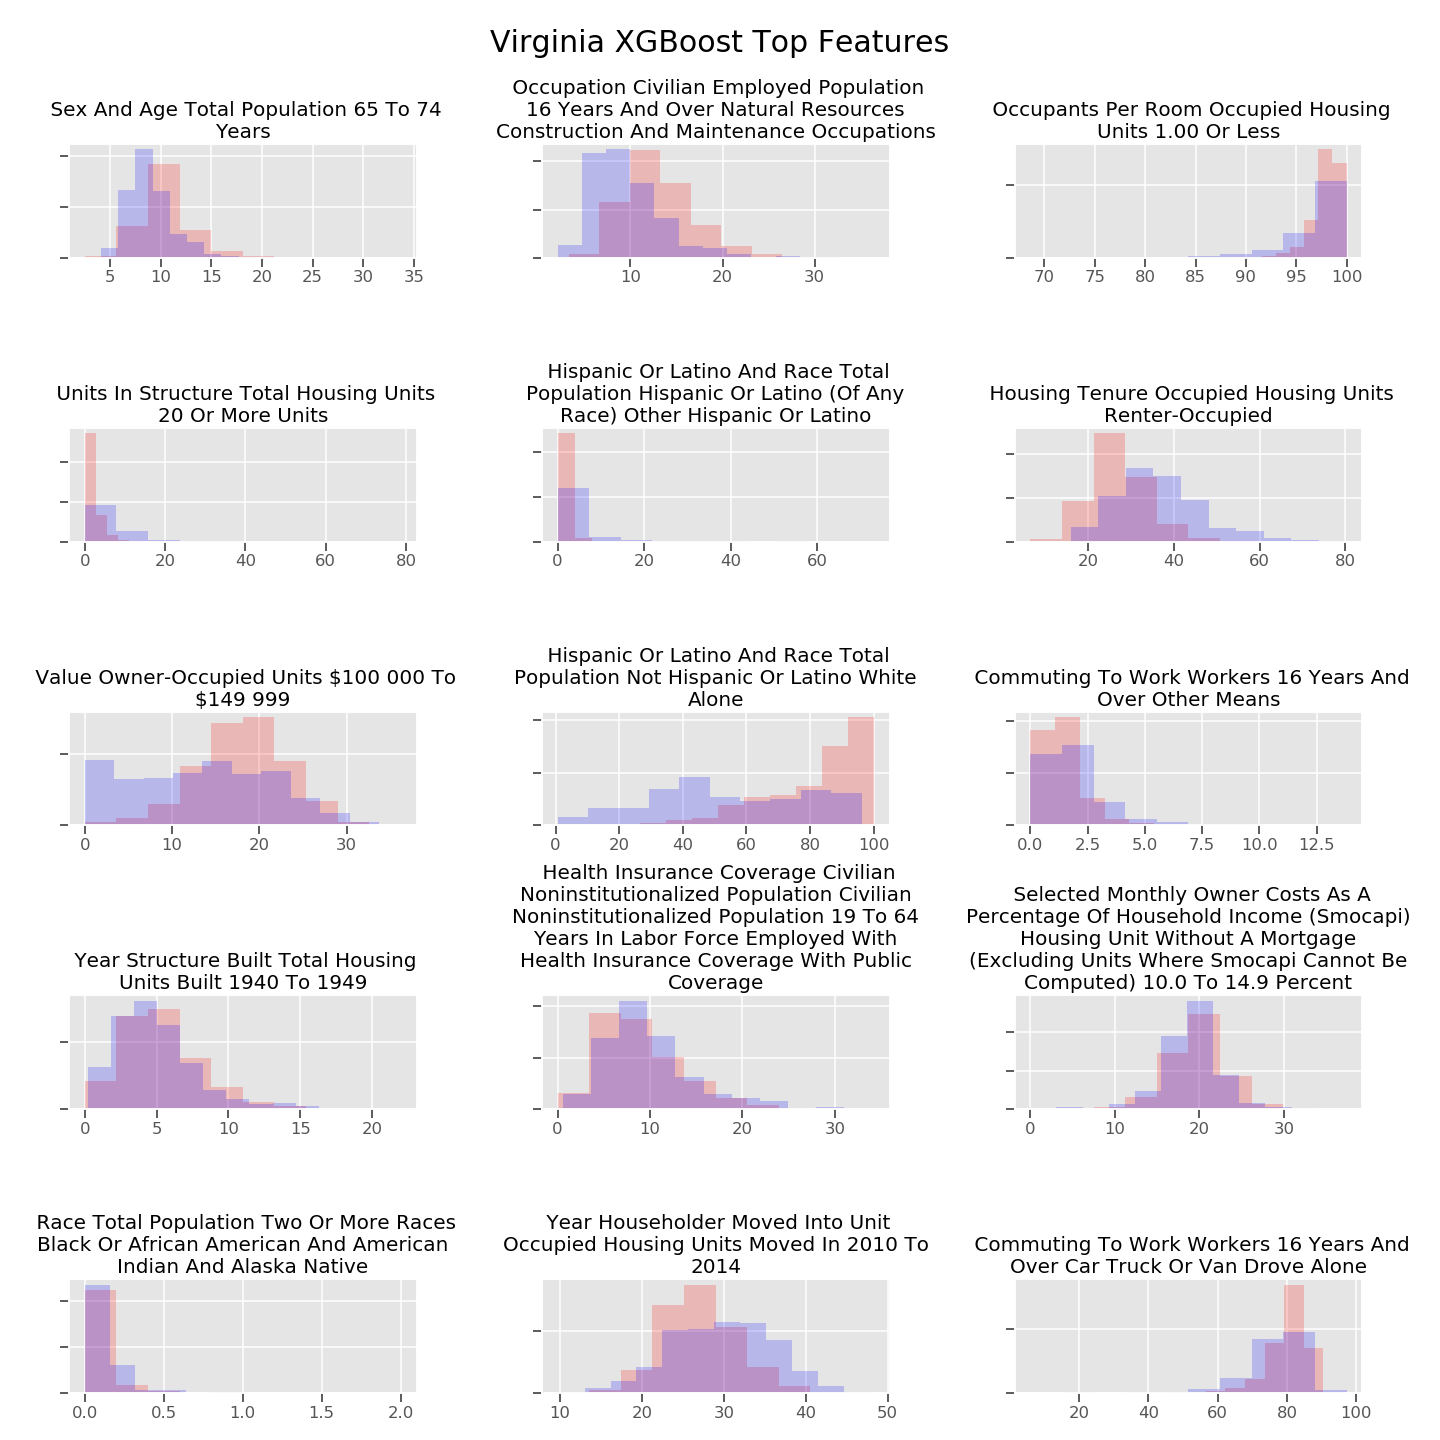 Virginia XGBoost Top Features
Sex And Age Total Population 65 To 74
Years
5 10 15 20 25 30 35
Occupation Civilian Employed Population
16 Years And Over Natural Resources
Construction And Maintenance Occupations
10 20 30
Occupants Per Room Occupied Housing
Units 1.00 Or Less
70 75 80 85 90 95 100
Units In Structure Total Housing Units
20 Or More Units
0 20 40 60 80
Hispanic Or Latino And Race Total
Population Hispanic Or Latino (Of Any
Race) Other Hispanic Or Latino
0 20 40 60
Housing Tenure Occupied Housing Units
Renter-Occupied
20 40 60 80
Value Owner-Occupied Units $100 000 To
$149 999
0 10 20 30
Hispanic Or Latino And Race Total
Population Not Hispanic Or Latino White
Alone
0 20 40 60 80 100
Commuting To Work Workers 16 Years And
Over Other Means
0.0 2.5 5.0 7.5 10.0 12.5
Year Structure Built Total Housing
Units Built 1940 To 1949
0 5 10 15 20
Health Insurance Coverage Civilian
Noninstitutionalized Population Civilian
Noninstitutionalized Population 19 To 64
Years In Labor Force Employed With
Health Insurance Coverage With Public
Coverage
0 10 20 30
Selected Monthly Owner Costs As A
Percentage Of Household Income (Smocapi)
Housing Unit Without A Mortgage
(Excluding Units Where Smocapi Cannot Be
Computed) 10.0 To 14.9 Percent
0 10 20 30
Race Total Population Two Or More Races
Black Or African American And American
Indian And Alaska Native
0.0 0.5 1.0 1.5 2.0
Year Householder Moved Into Unit
Occupied Housing Units Moved In 2010 To
2014
10 20 30 40 50
Commuting To Work Workers 16 Years And
Over Car Truck Or Van Drove Alone
20 40 60 80 100